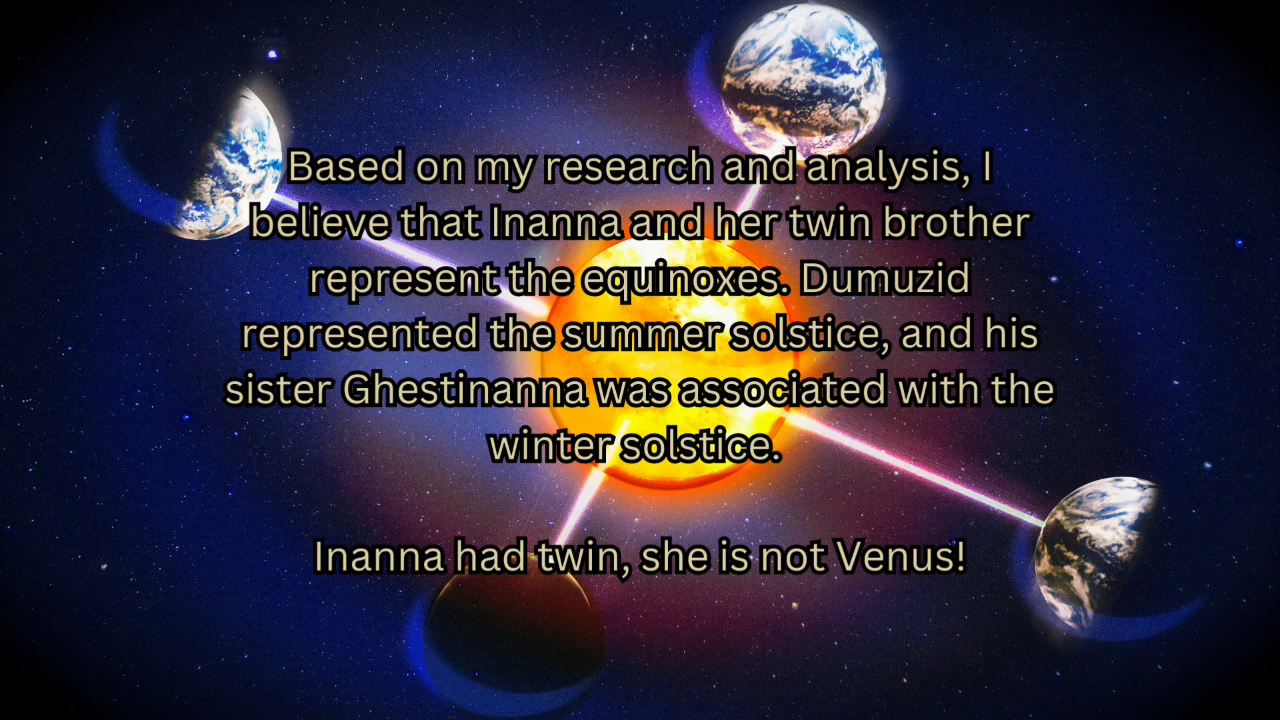 Based on my research and analysis, I
believe that Inanna and her twin brother
represent the equinoxes. Dumuzid
represented the summer solstice, and his
sister Ghestinanna was associated with the
winter solstice.
Inanna had twin, she is not Venus!